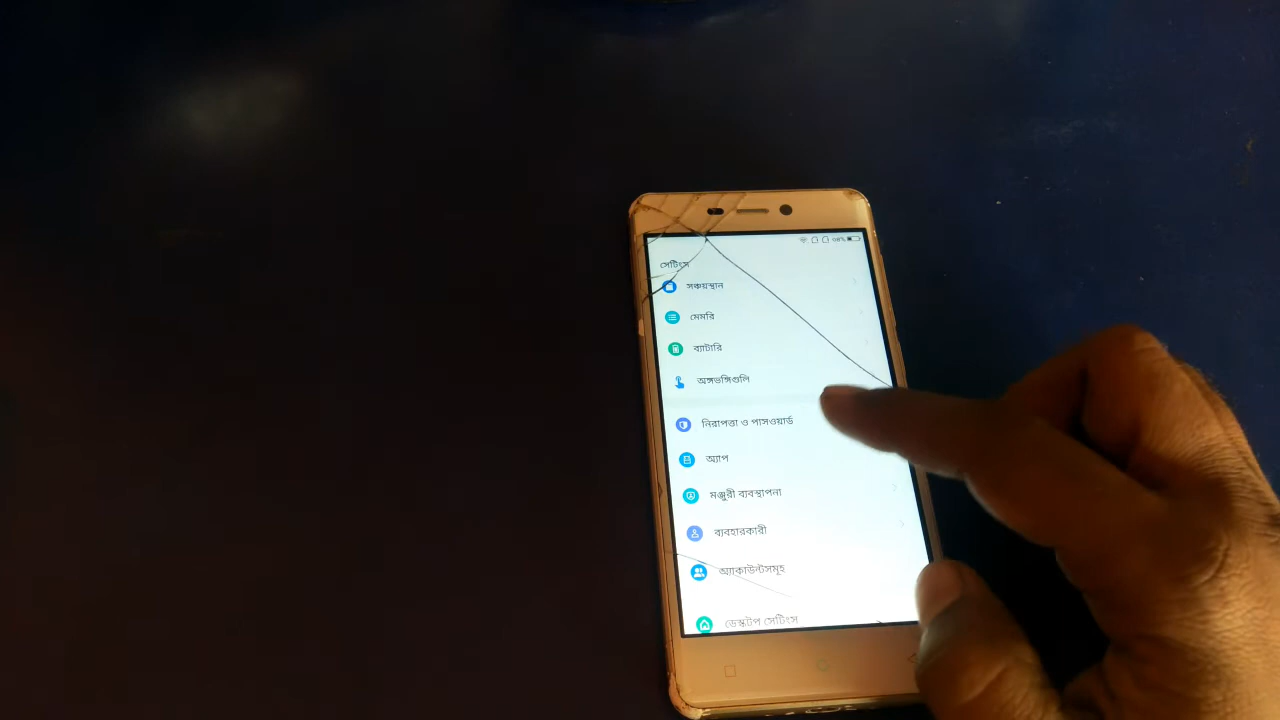 সেটিংস
সঞ্চয়স্থান
মেমরি
ব্যাটারি
অঙ্গভঙ্গিগুলি
নিরাপত্তা ও পাসওয়ার্ড
অ্যাপ
মঞ্জুরী ব্যবস্থাপনা
ব্যবহারকারী
অ্যাকাউন্টসমূহ
ডেস্কটপ সেটিংস